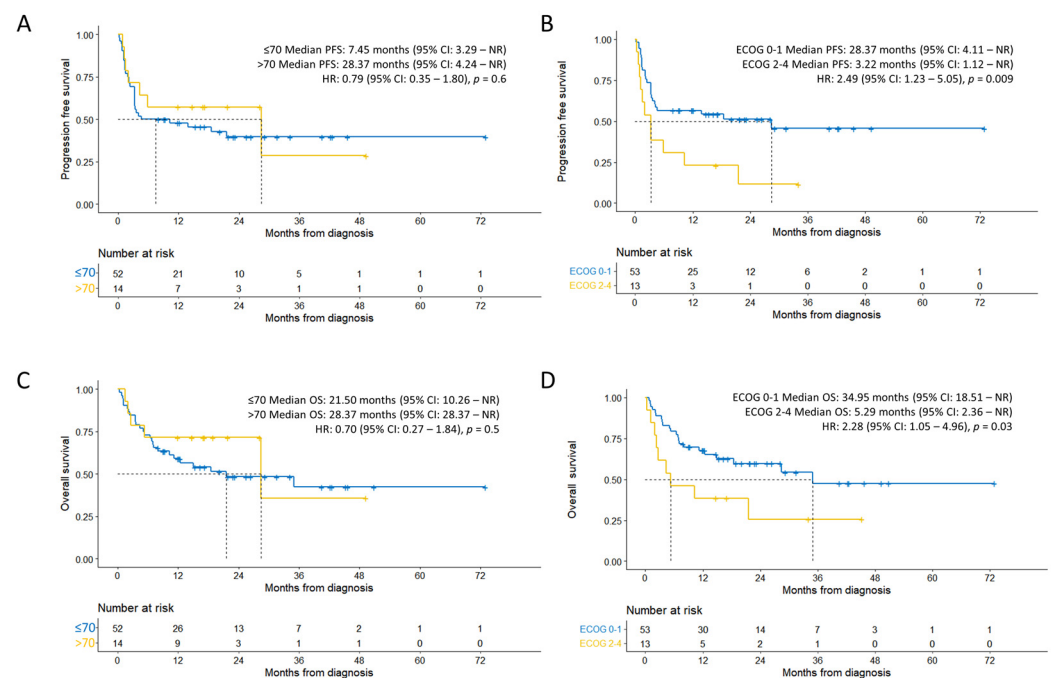 A
≤70 Median PFS: 7.45 months (95% CI: 3.29 – NR)
>70 Median PFS: 28.37 months (95% CI: 4.24 – NR)
HR: 0.79 (95% CI: 0.35 – 1.80), p = 0.6
Progression free survival
1.00
0.75
0.50
0.25
0.00
0 12 24 36 48 60 72
Months from diagnosis
Number at risk
≤70 52 21 10 5 1 1 1
>70 14 7 3 1 1 0 0
0 12 24 36 48 60 72
Months from diagnosis
B
ECOG 0-1 Median PFS: 28.37 months (95% CI: 4.11 – NR)
ECOG 2-4 Median PFS: 3.22 months (95% CI: 1.12 – NR)
HR: 2.49 (95% CI: 1.23 – 5.05), p = 0.009
Progression free survival
1.00
0.75
0.50
0.25
0.00
0 12 24 36 48 60 72
Months from diagnosis
Number at risk
ECOG 0-1 53 25 12 6 2 1 1
ECOG 2-4 13 3 1 0 0 0 0
0 12 24 36 48 60 72
Months from diagnosis
C
≤70 Median OS: 21.50 months (95% CI: 10.26 – NR)
>70 Median OS: 28.37 months (95% CI: 28.37 – NR)
HR: 0.70 (95% CI: 0.27 – 1.84), p = 0.5
Overall survival
1.00
0.75
0.50
0.25
0.00
0 12 24 36 48 60 72
Months from diagnosis
Number at risk
≤70 52 26 13 7 2 1 1
>70 14 9 3 1 1 0 0
0 12 24 36 48 60 72
Months from diagnosis
D
ECOG 0-1 Median OS: 34.95 months (95% CI: 18.51 – NR)
ECOG 2-4 Median OS: 5.29 months (95% CI: 2.36 – NR)
HR: 2.28 (95% CI: 1.05 – 4.96), p = 0.03
Overall survival
1.00
0.75
0.50
0.25
0.00
0 12 24 36 48 60 72
Months from diagnosis
Number at risk
ECOG 0-1 53 30 14 7 3 1 1
ECOG 2-4 13 5 2 1 0 0 0
0 12 24 36 48 60 72
Months from diagnosis